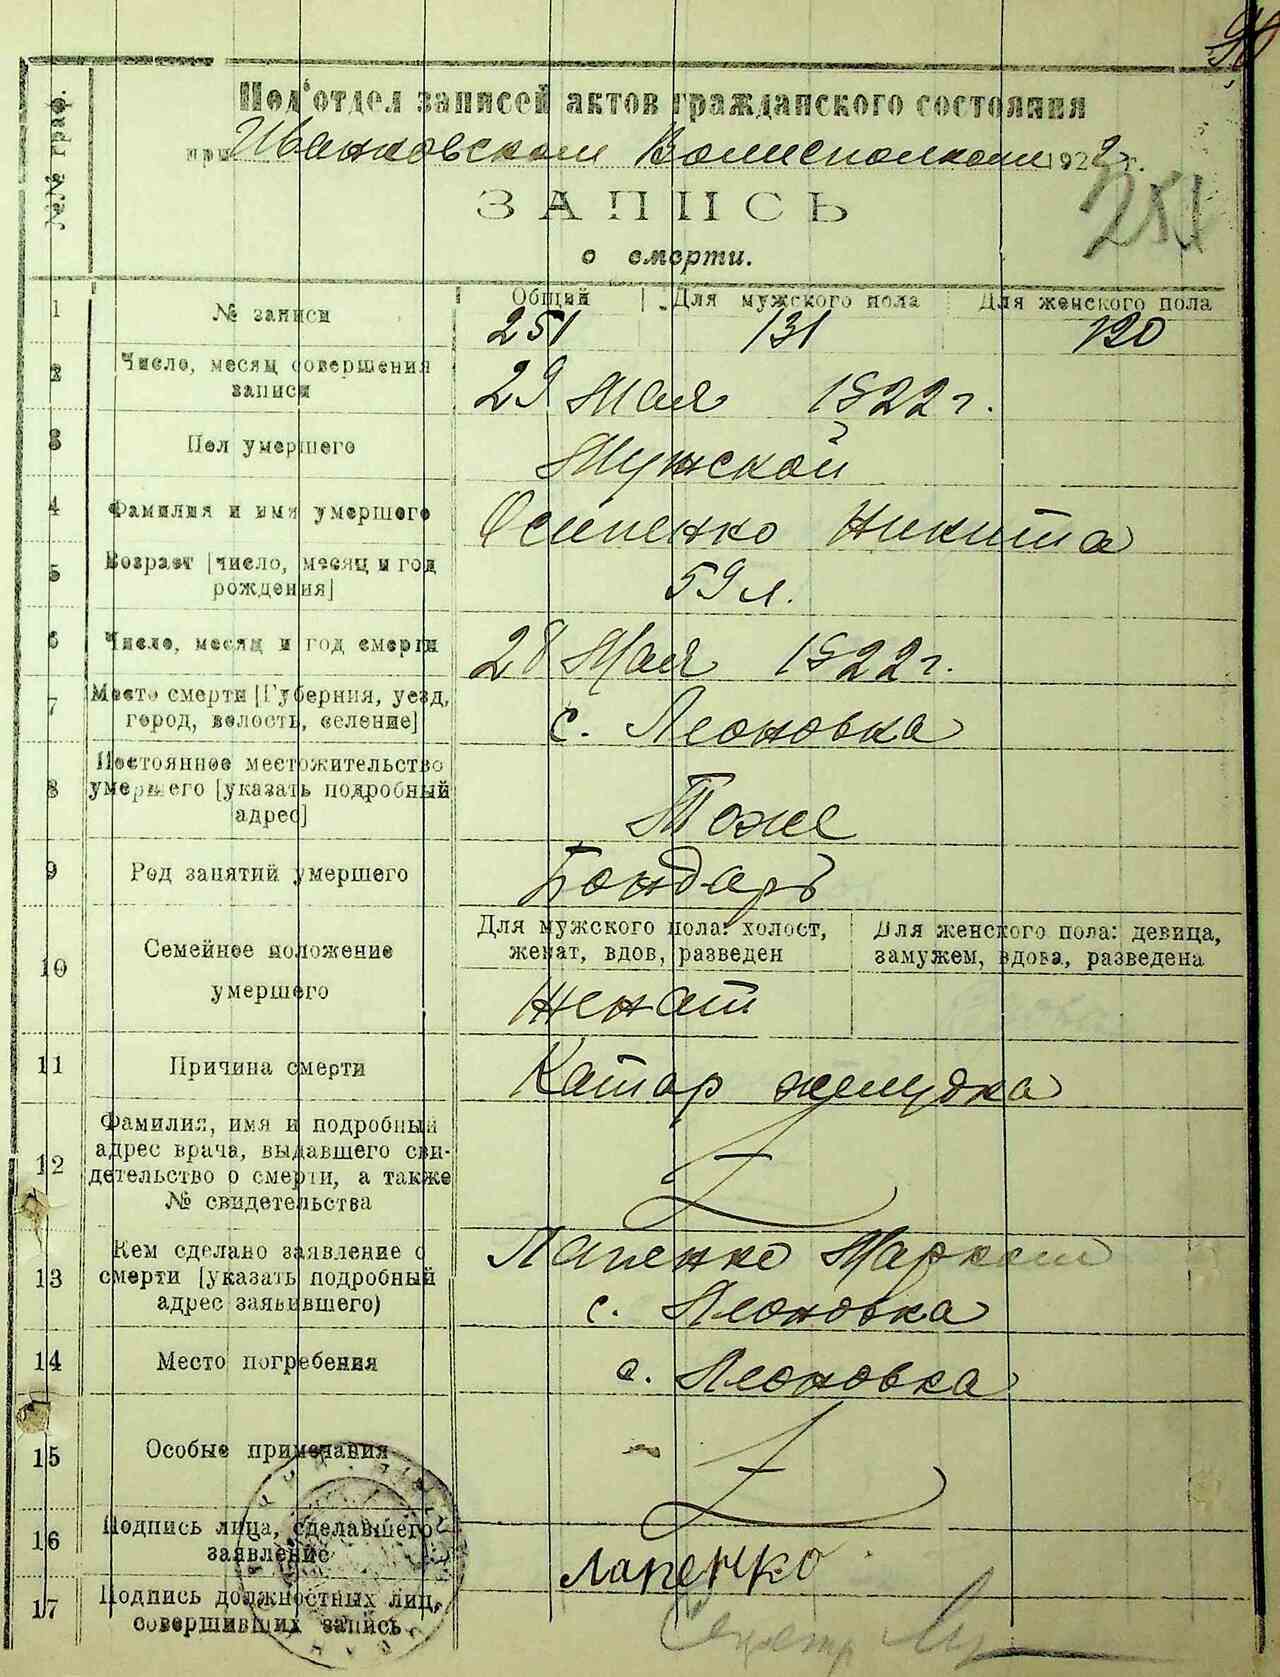 №№ граф.
Под'отдел записей актов гражданского состояния
при Иванковском Волисполкоме 1922 г.
251
ЗАПИСЬ
о смерти.
1 № записи Общий Для мужского пола Для женского пола
251 131 120
2 Число, месяц совершения
записи
29 Мая 1922 г.
3 Пол умершего Мужской
4 Фамилия и имя умершего Осипенко Никита
5 Возраст [число, месяц и год
рождения] 59 л.
6 Число, месяц и год смерти 28 Мая 1922 г.
7 Место смерти [Губерния, уезд,
город, волость, селение] с. Леоновка
8 Постоянное местожительство
умершего [указать подробный
адрес] Тоже
9 Род занятий умершего Бондарь
10 Семейное положение
умершего
Для мужского пола: холост,
женат, вдов, разведен
Для женского пола: девица,
замужем, вдова, разведена
Женат
11 Причина смерти Катар желудка
12 Фамилия, имя и подробный
адрес врача, выдавшего сви-
детельство о смерти, а также
№ свидетельства
13 Кем сделано заявление о
смерти [указать подробный
адрес заявившего)
Лапенко Марком
с. Леоновка
14 Место погребения с. Леоновка
15 Особые примечания
16 Подпись лица, сделавшего
заявление Лапенко
17 Подпись должностных лиц,
совершивших запись.